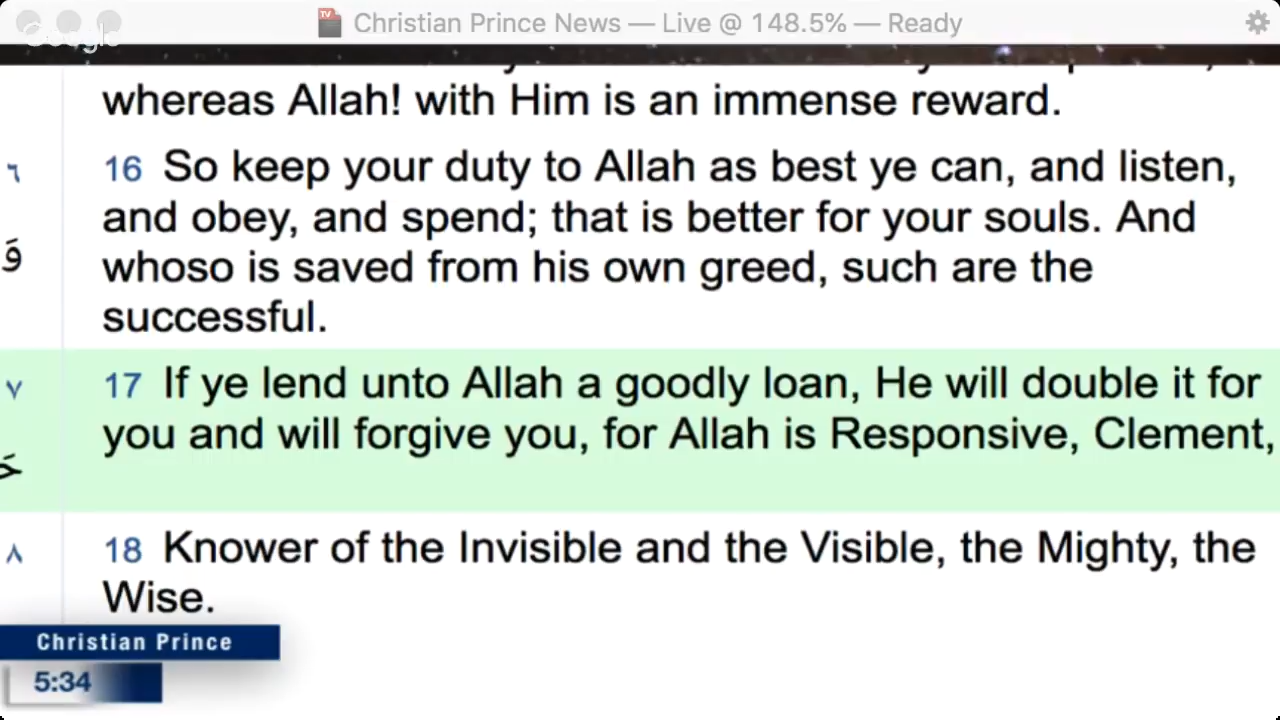 Christian Prince News — Live @ 148.5% — Ready
Google
whereas Allah! with Him is an immense reward.
16 So keep your duty to Allah as best ye can, and listen,
and obey, and spend; that is better for your souls. And
whoso is saved from his own greed, such are the
successful.
17 If ye lend unto Allah a goodly loan, He will double it for
you and will forgive you, for Allah is Responsive, Clement,
18 Knower of the Invisible and the Visible, the Mighty, the
Wise.
Christian Prince
5:34